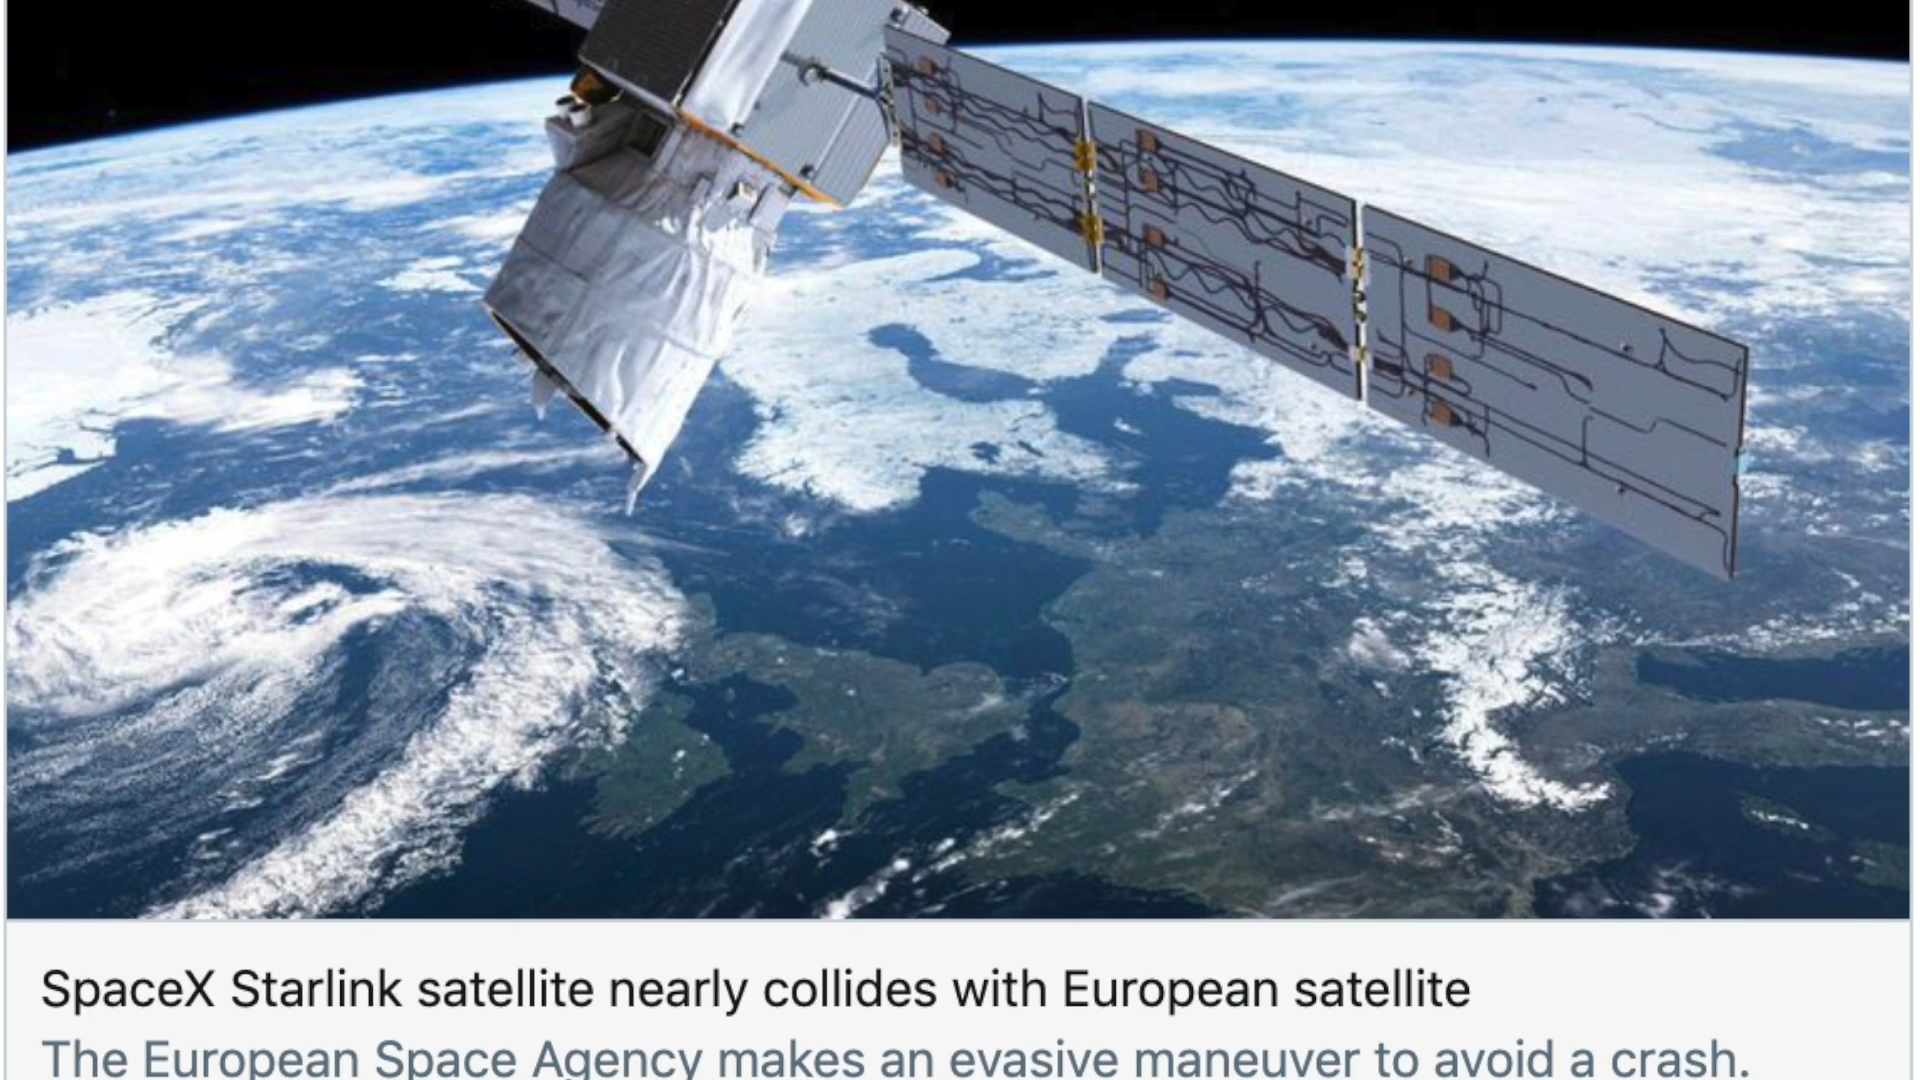 SpaceX Starlink satellite nearly collides with European satellite
The European Space Agency makes an evasive maneuver to avoid a crash.